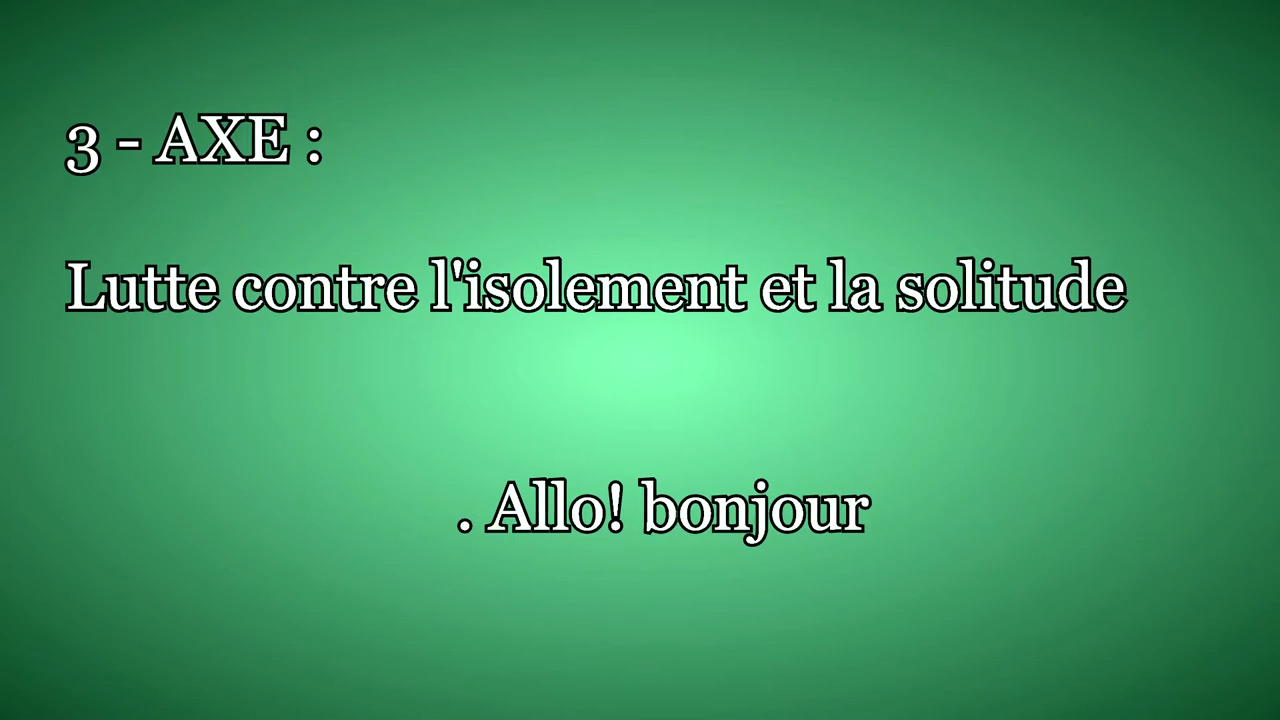 3 - AXE :
Lutte contre l'isolement et la solitude
. Allo! bonjour